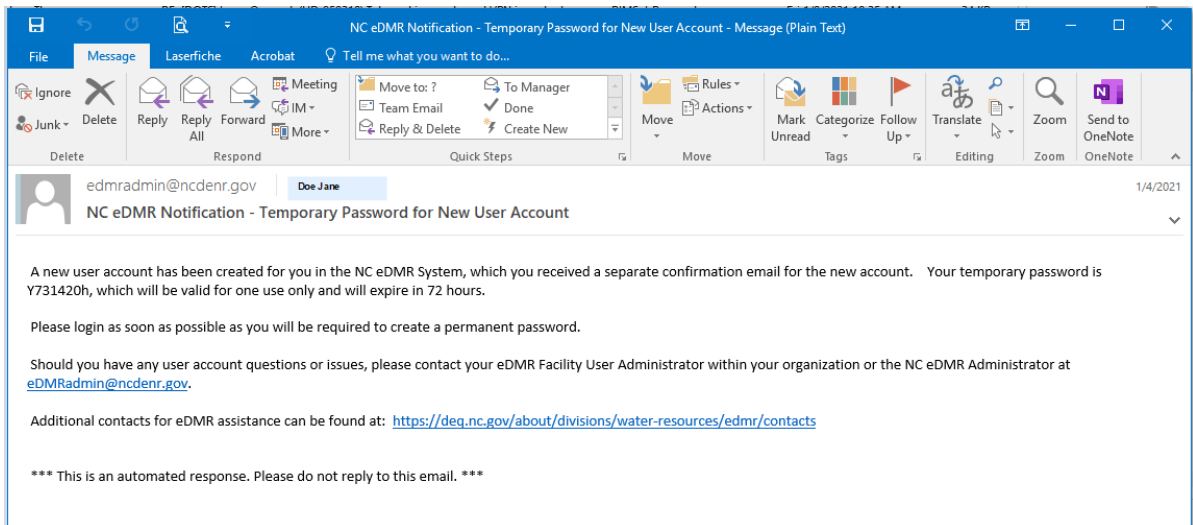 NC eDMR Notification - Temporary Password for New User Account - Message (Plain Text)
File Message Laserfiche Acrobat Tell me what you want to do...
Ignore
Junk
Delete
Reply
Reply All
Forward
Meeting
IM
More
Move to: ?
Team Email
Reply & Delete
To Manager
Done
Create New
Move
Rules
Actions
Mark Unread
Categorize
Follow Up
Translate
Zoom
Send to OneNote
Delete Respond Quick Steps Move Tags Editing Zoom OneNote
edmradmin@ncdenr.gov Doe Jane 1/4/2021
NC eDMR Notification - Temporary Password for New User Account
A new user account has been created for you in the NC eDMR System, which you received a separate confirmation email for the new account. Your temporary password is
Y731420h, which will be valid for one use only and will expire in 72 hours.
Please login as soon as possible as you will be required to create a permanent password.
Should you have any user account questions or issues, please contact your eDMR Facility User Administrator within your organization or the NC eDMR Administrator at
eDMRadmin@ncdenr.gov.
Additional contacts for eDMR assistance can be found at: https://deq.nc.gov/about/divisions/water-resources/edmr/contacts
*** This is an automated response. Please do not reply to this email. ***